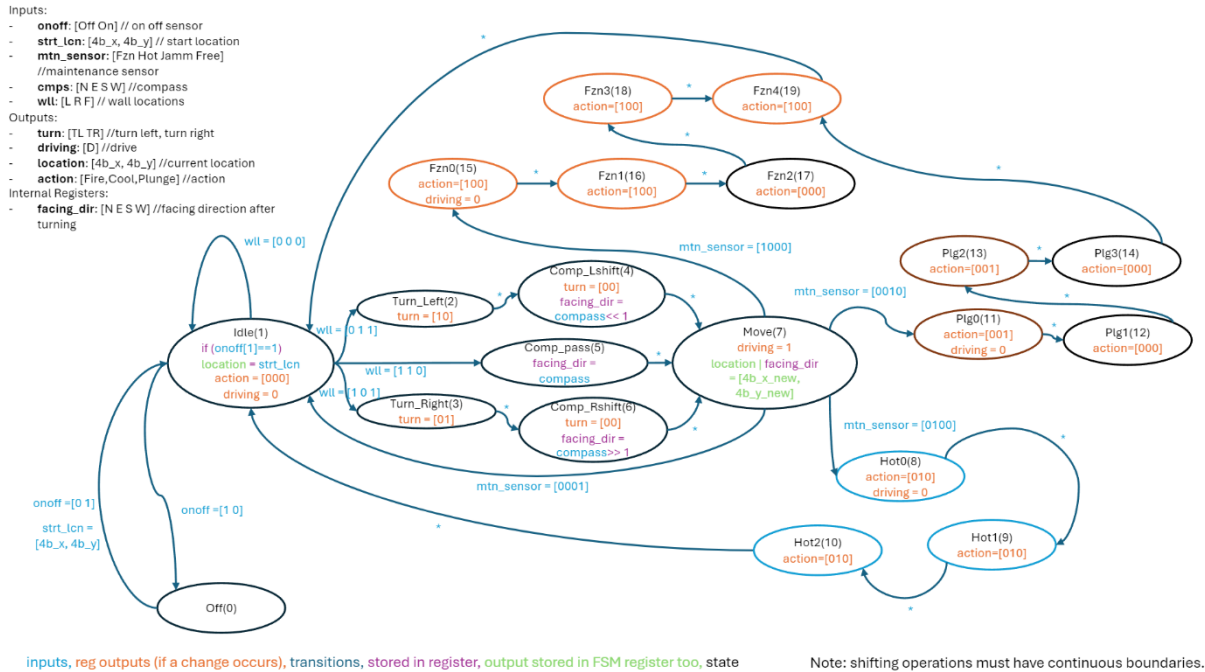 Inputs:
- onoff: [Off On] // on off sensor
- strt_lcn: [4b_x, 4b_y] // start location
- mtn_sensor: [Fzn Hot Jamm Free]
//maintenance sensor
- cmps: [N E S W] //compass
- wll: [L R F] // wall locations
Outputs:
- turn: [TL TR] //turn left, turn right
- driving: [D] //drive
- location: [4b_x, 4b_y] //current location
- action: [Fire,Cool,Plunge] //action
Internal Registers:
- facing_dir: [N E S W] //facing direction after
turning
*
Fzn3(18)
action=[100]
*
Fzn4(19)
action=[100]
*
*
Fzn0(15)
action=[100]
driving = 0
*
Fzn1(16)
action=[100]
*
Fzn2(17)
action=[000]
wll = [0 0 0]
mtn_sensor = [1000]
Plg2(13)
action=[001]
*
Plg3(14)
action=[000]
*
mtn_sensor = [0010]
Plg0(11)
action=[001]
driving = 0
*
Plg1(12)
action=[000]
Idle(1)
if (onoff[1]==1)
location = strt_lcn
action = [000]
driving = 0
wll = [0 1 1]
Turn_Left(2)
turn = [10]
*
Comp_Lshift(4)
turn = [00]
facing_dir =
compass<< 1
*
wll = [1 1 0]
Comp_pass(5)
facing_dir =
compass
*
wll = [1 0 1]
Turn_Right(3)
turn = [01]
*
Comp_Rshift(6)
turn = [00]
facing_dir =
compass>> 1
*
Move(7)
driving = 1
location | facing_dir
= [4b_x_new,
4b_y_new]
mtn_sensor = [0100]
Hot0(8)
action=[010]
driving = 0
*
mtn_sensor = [0001]
onoff =[0 1]
strt_lcn =
[4b_x, 4b_y]
onoff =[1 0]
*
Hot2(10)
action=[010]
Hot1(9)
action=[010]
*
Off(0)
inputs, reg outputs (if a change occurs), transitions, stored in register, output stored in FSM register too, state
Note: shifting operations must have continuous boundaries.